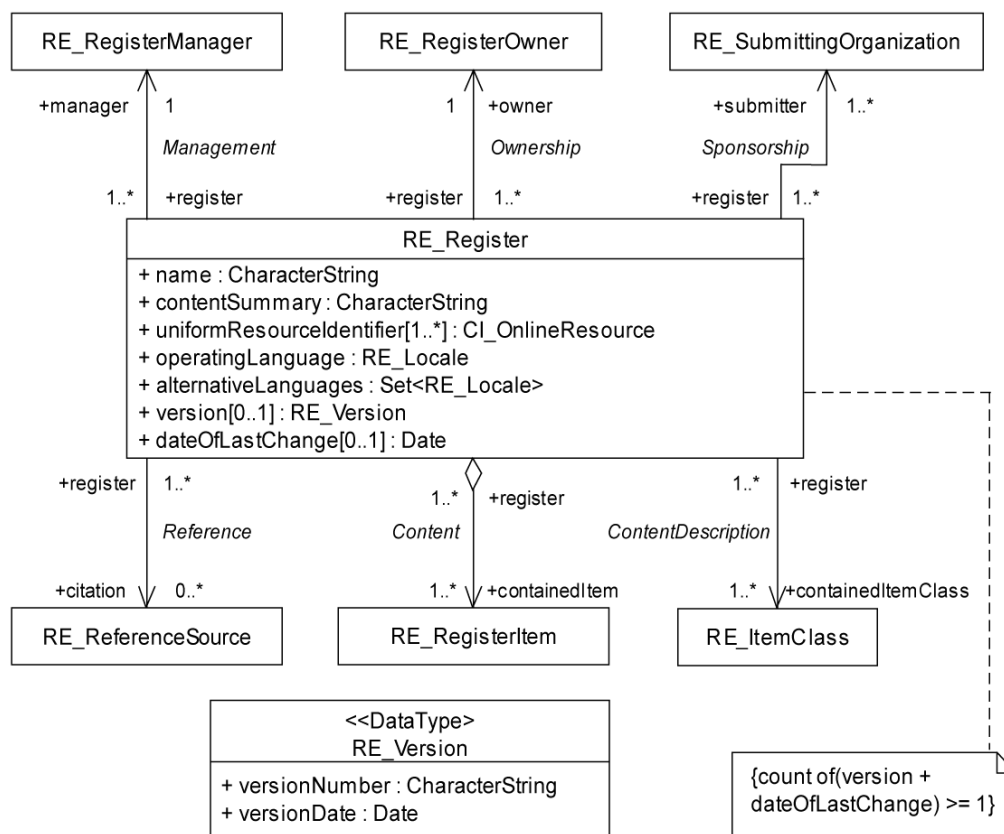 RE_RegisterManager
RE_RegisterOwner
RE_SubmittingOrganization
+manager 1
1 +owner
+submitter 1..*
Management
Ownership
Sponsorship
1..* +register
+register 1..*
+register 1..*
RE_Register
+ name : CharacterString
+ contentSummary : CharacterString
+ uniformResourceIdentifier[1..*] : CI_OnlineResource
+ operatingLanguage : RE_Locale
+ alternativeLanguages : Set<RE_Locale>
+ version[0..1] : RE_Version
+ dateOfLastChange[0..1] : Date
+register 1..*
1..* +register
1..* +register
Reference
Content
ContentDescription
+citation 0..*
1..* +containedItem
1..* +containedItemClass
RE_ReferenceSource
RE_RegisterItem
RE_ItemClass
<<DataType>
RE_Version
+ versionNumber : CharacterString
+ versionDate : Date
{count of(version +
dateOfLastChange) >= 1}